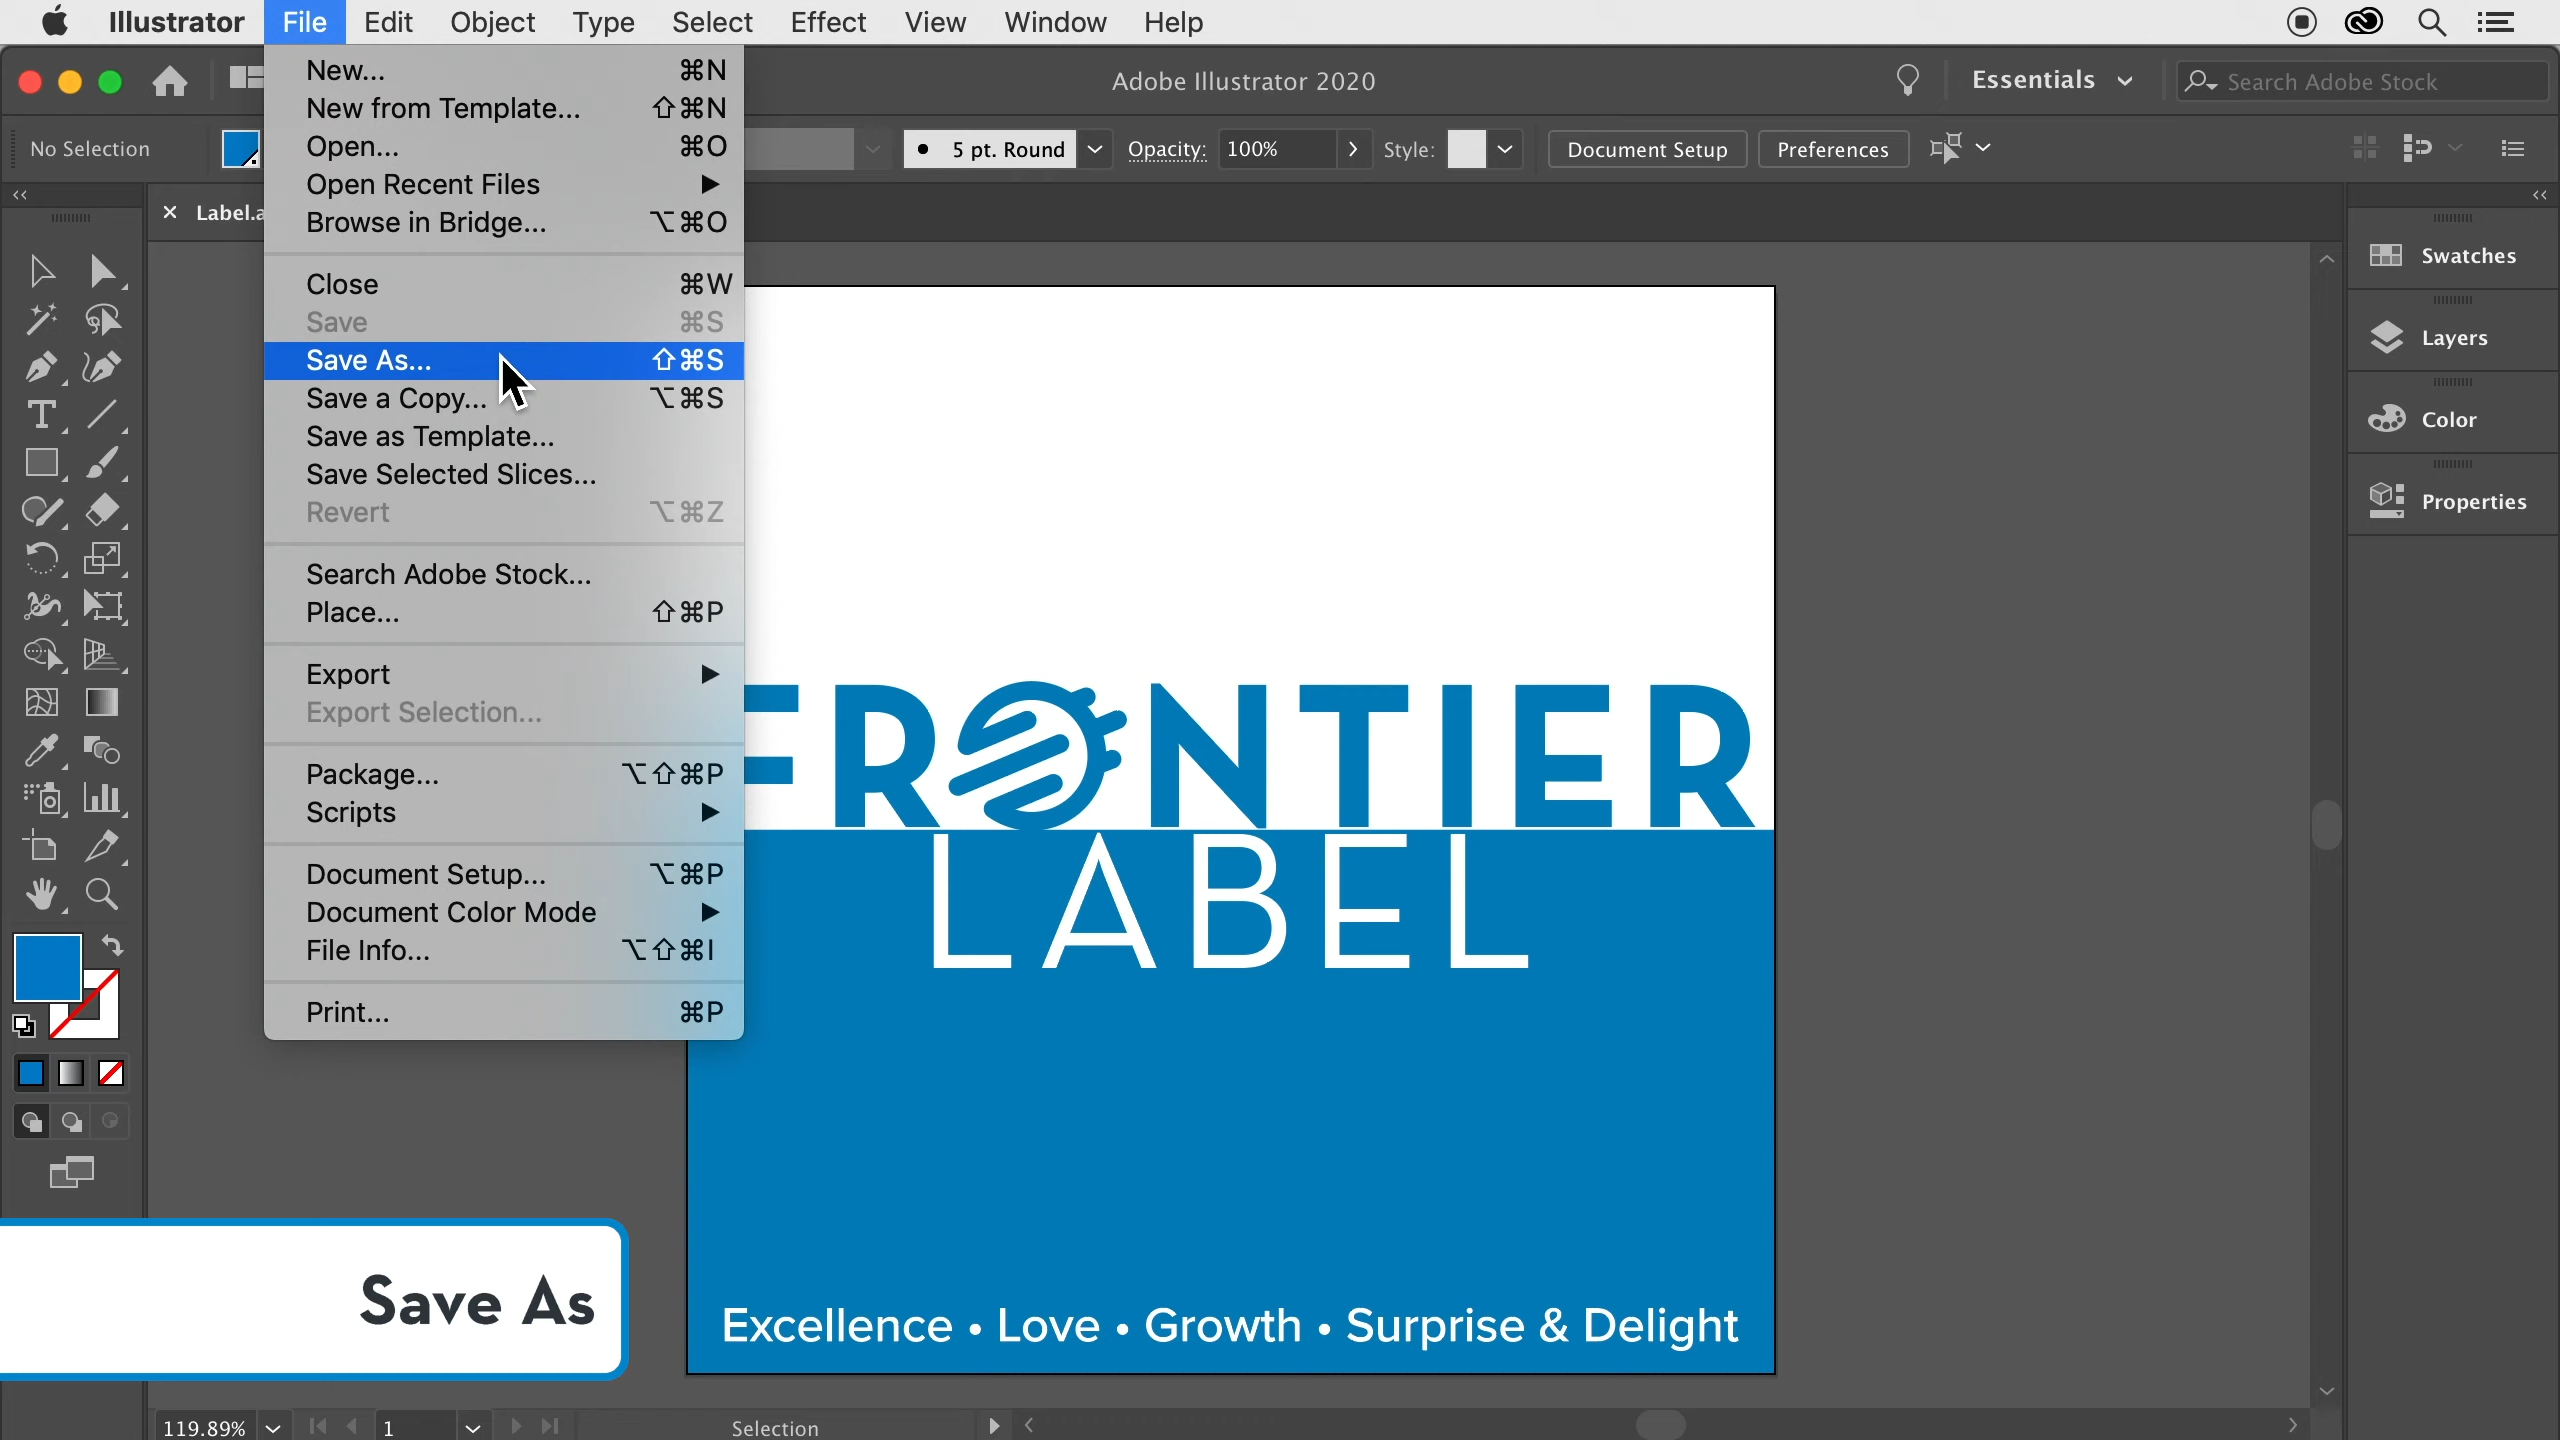 Illustrator File Edit Object Type Select Effect View Window Help
Adobe Illustrator 2020
Essentials
Search Adobe Stock
No Selection
5 pt. Round
Opacity: 100%
Style:
Document Setup
Preferences
Label.a
New... ⌘N
New from Template... ⇧⌘N
Open... ⌘O
Open Recent Files
Browse in Bridge... ⌥⌘O
Close ⌘W
Save ⌘S
Save As... ⇧⌘S
Save a Copy... ⌥⌘S
Save as Template...
Save Selected Slices...
Revert ⌥⌘Z
Search Adobe Stock...
Place... ⇧⌘P
Export
Export Selection...
Package... ⌥⇧⌘P
Scripts
Document Setup... ⌥⌘P
Document Color Mode
File Info... ⌥⇧⌘I
Print... ⌘P
Swatches
Layers
Color
Properties
FRONTIER
LABEL
Excellence • Love • Growth • Surprise & Delight
Save As
119.89% 1 Selection